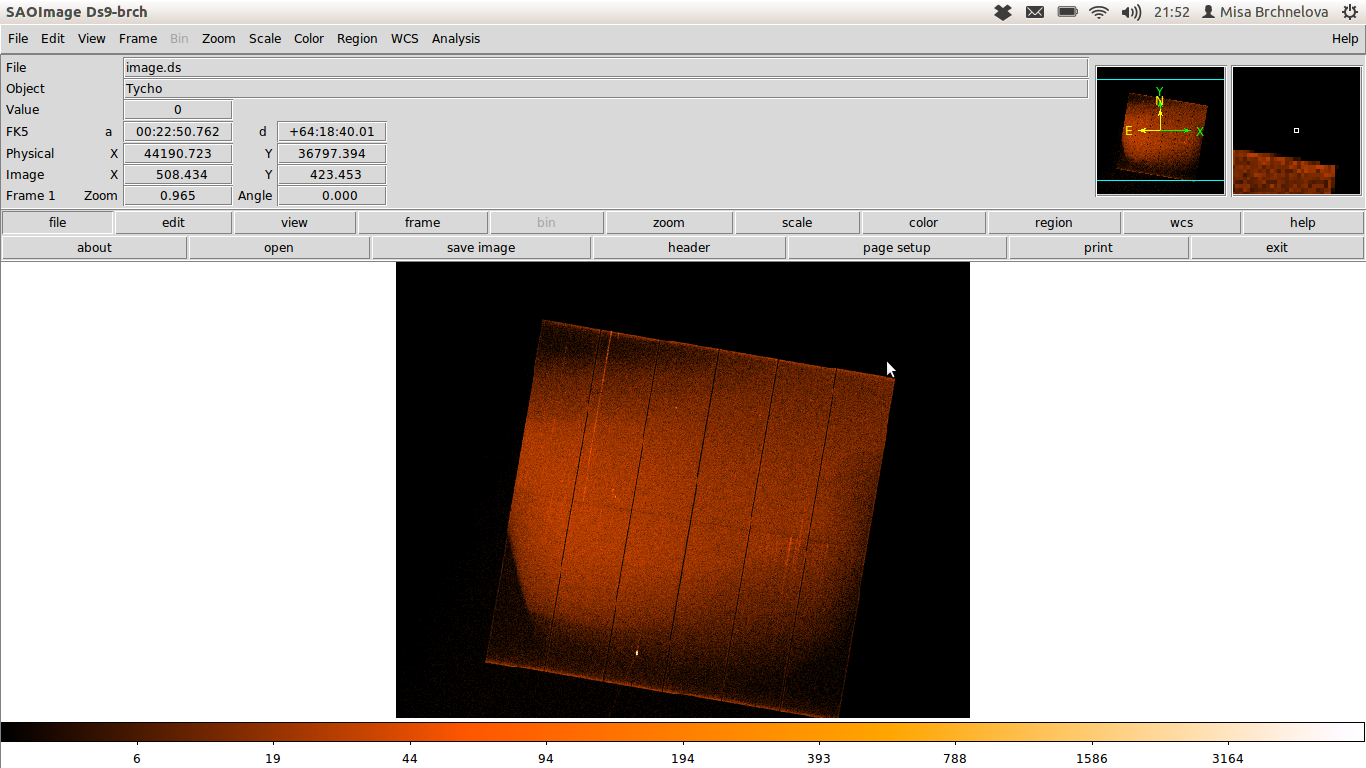 SAOImage Ds9-brch 21:52 Misa Brchnelova
File Edit View Frame Bin Zoom Scale Color Region WCS Analysis Help
File image.ds
Object Tycho
Value 0
FK5 a 00:22:50.762 d +64:18:40.01
Physical X 44190.723 Y 36797.394
Image X 508.434 Y 423.453
Frame 1 Zoom 0.965 Angle 0.000
Y
N
E X
file edit view frame bin zoom scale color region wcs help
about open save image header page setup print exit
6 19 44 94 194 393 788 1586 3164